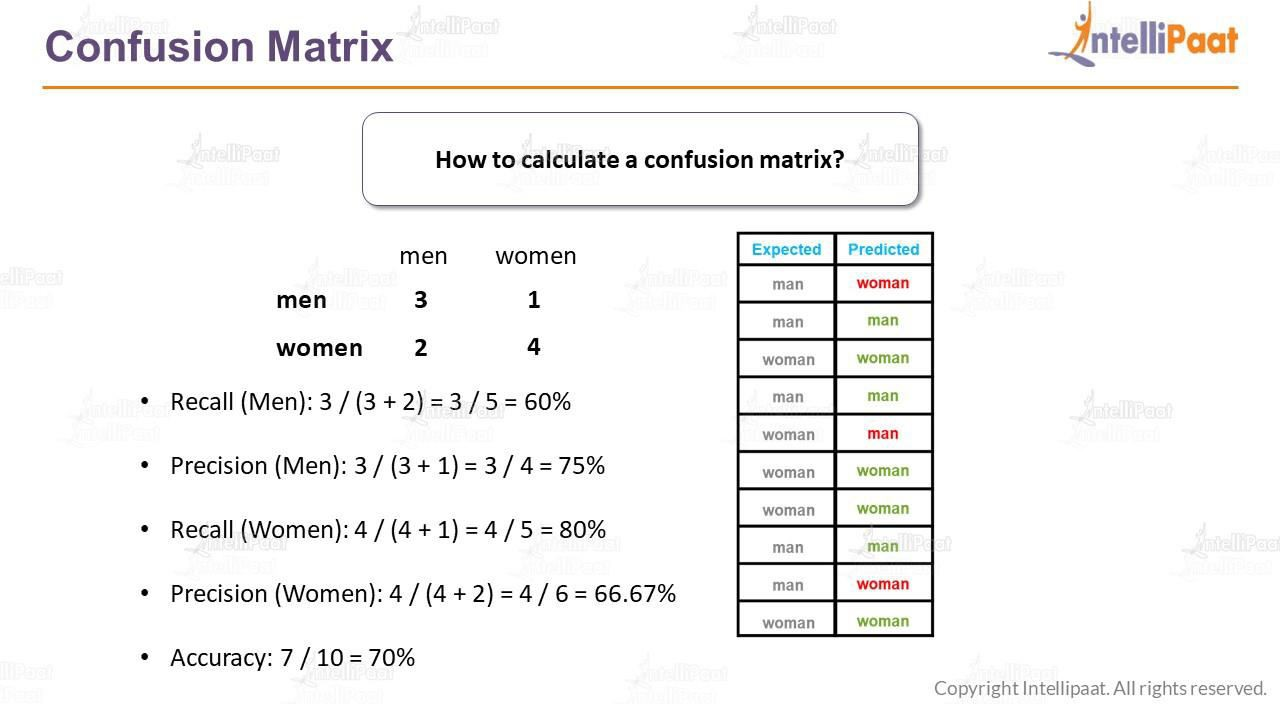 Confusion Matrix
IntelliPaat
How to calculate a confusion matrix?
men women
men 3 1
women 2 4
• Recall (Men): 3 / (3 + 2) = 3 / 5 = 60%
• Precision (Men): 3 / (3 + 1) = 3 / 4 = 75%
• Recall (Women): 4 / (4 + 1) = 4 / 5 = 80%
• Precision (Women): 4 / (4 + 2) = 4 / 6 = 66.67%
• Accuracy: 7 / 10 = 70%
Expected Predicted
man woman
man man
woman woman
man man
woman man
woman woman
woman woman
man man
man woman
woman woman
Copyright Intellipaat. All rights reserved.